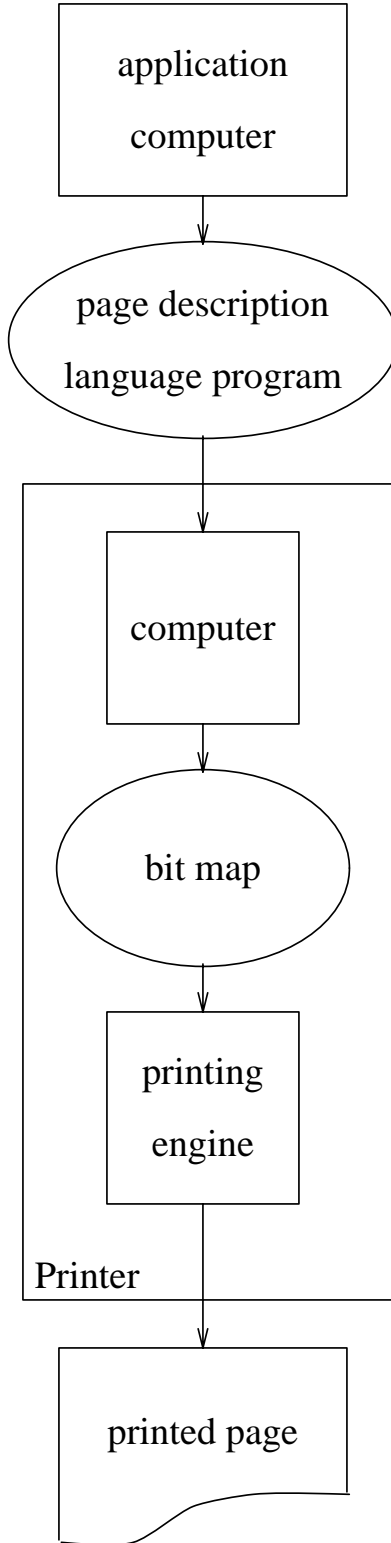 application
computer
page description
language program
computer
bit map
printing
engine
Printer
printed page